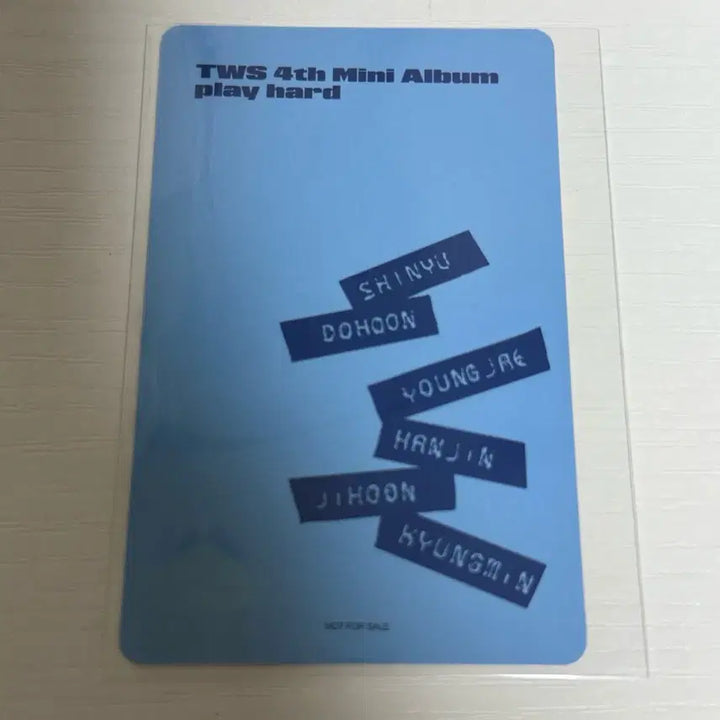 TWS 4th Mini Album
play hard
SHINYU
DOHOON
YOUNGJAE
HANJIN
JIHOON
KYUNGMIN
NOT FOR SALE